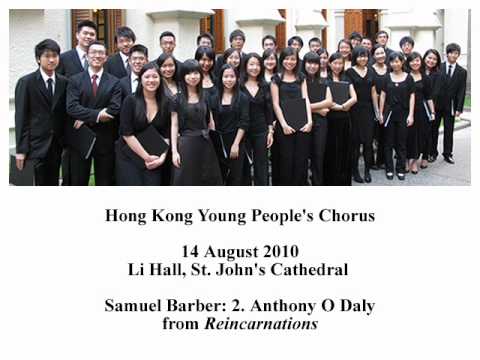 Hong Kong Young People's Chorus
14 August 2010
Li Hall, St. John's Cathedral
Samuel Barber: 2. Anthony O Daly
from Reincarnations